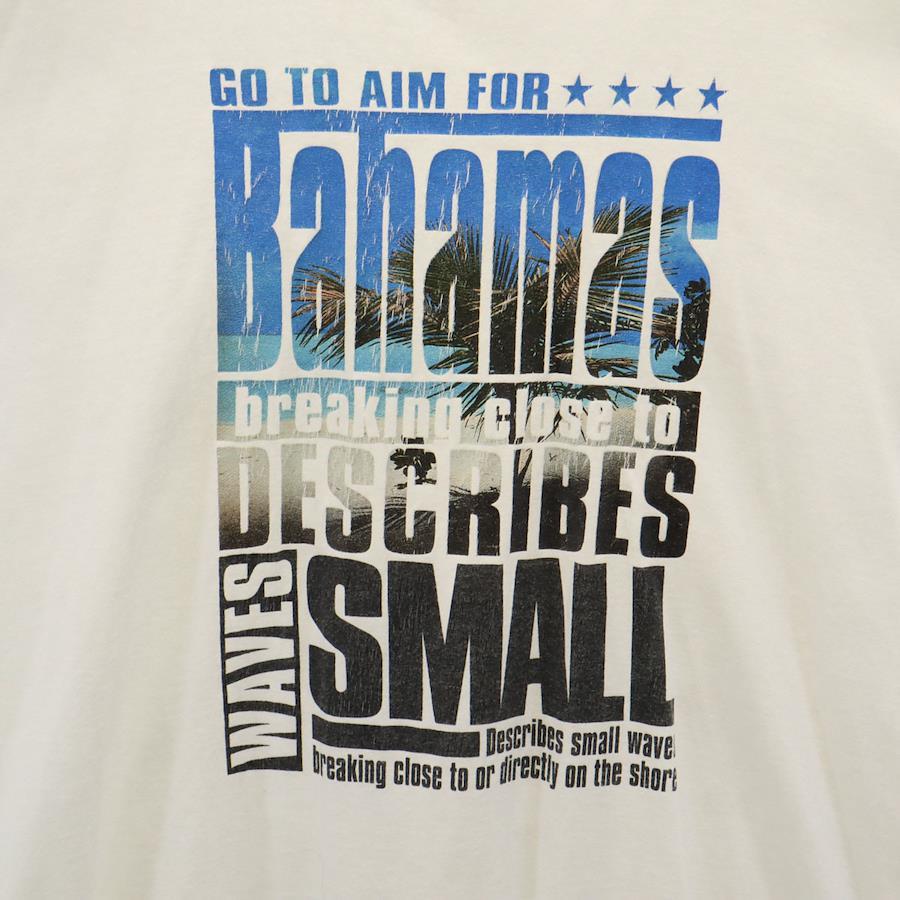 GO TO AIM FOR ★★★★
Bahamas
breaking close to
DESCRIBES
WAVES
SMALL
Describes small wave
breaking close to or directly on the shore